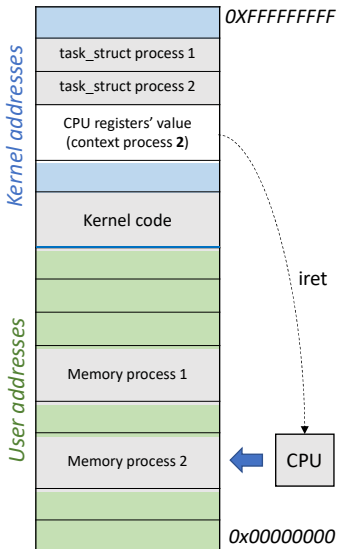 0XFFFFFFFFF
Kernel addresses
task_struct process 1
task_struct process 2
CPU registers' value
(context process 2)
Kernel code
iret
User addresses
Memory process 1
Memory process 2
CPU
0x00000000